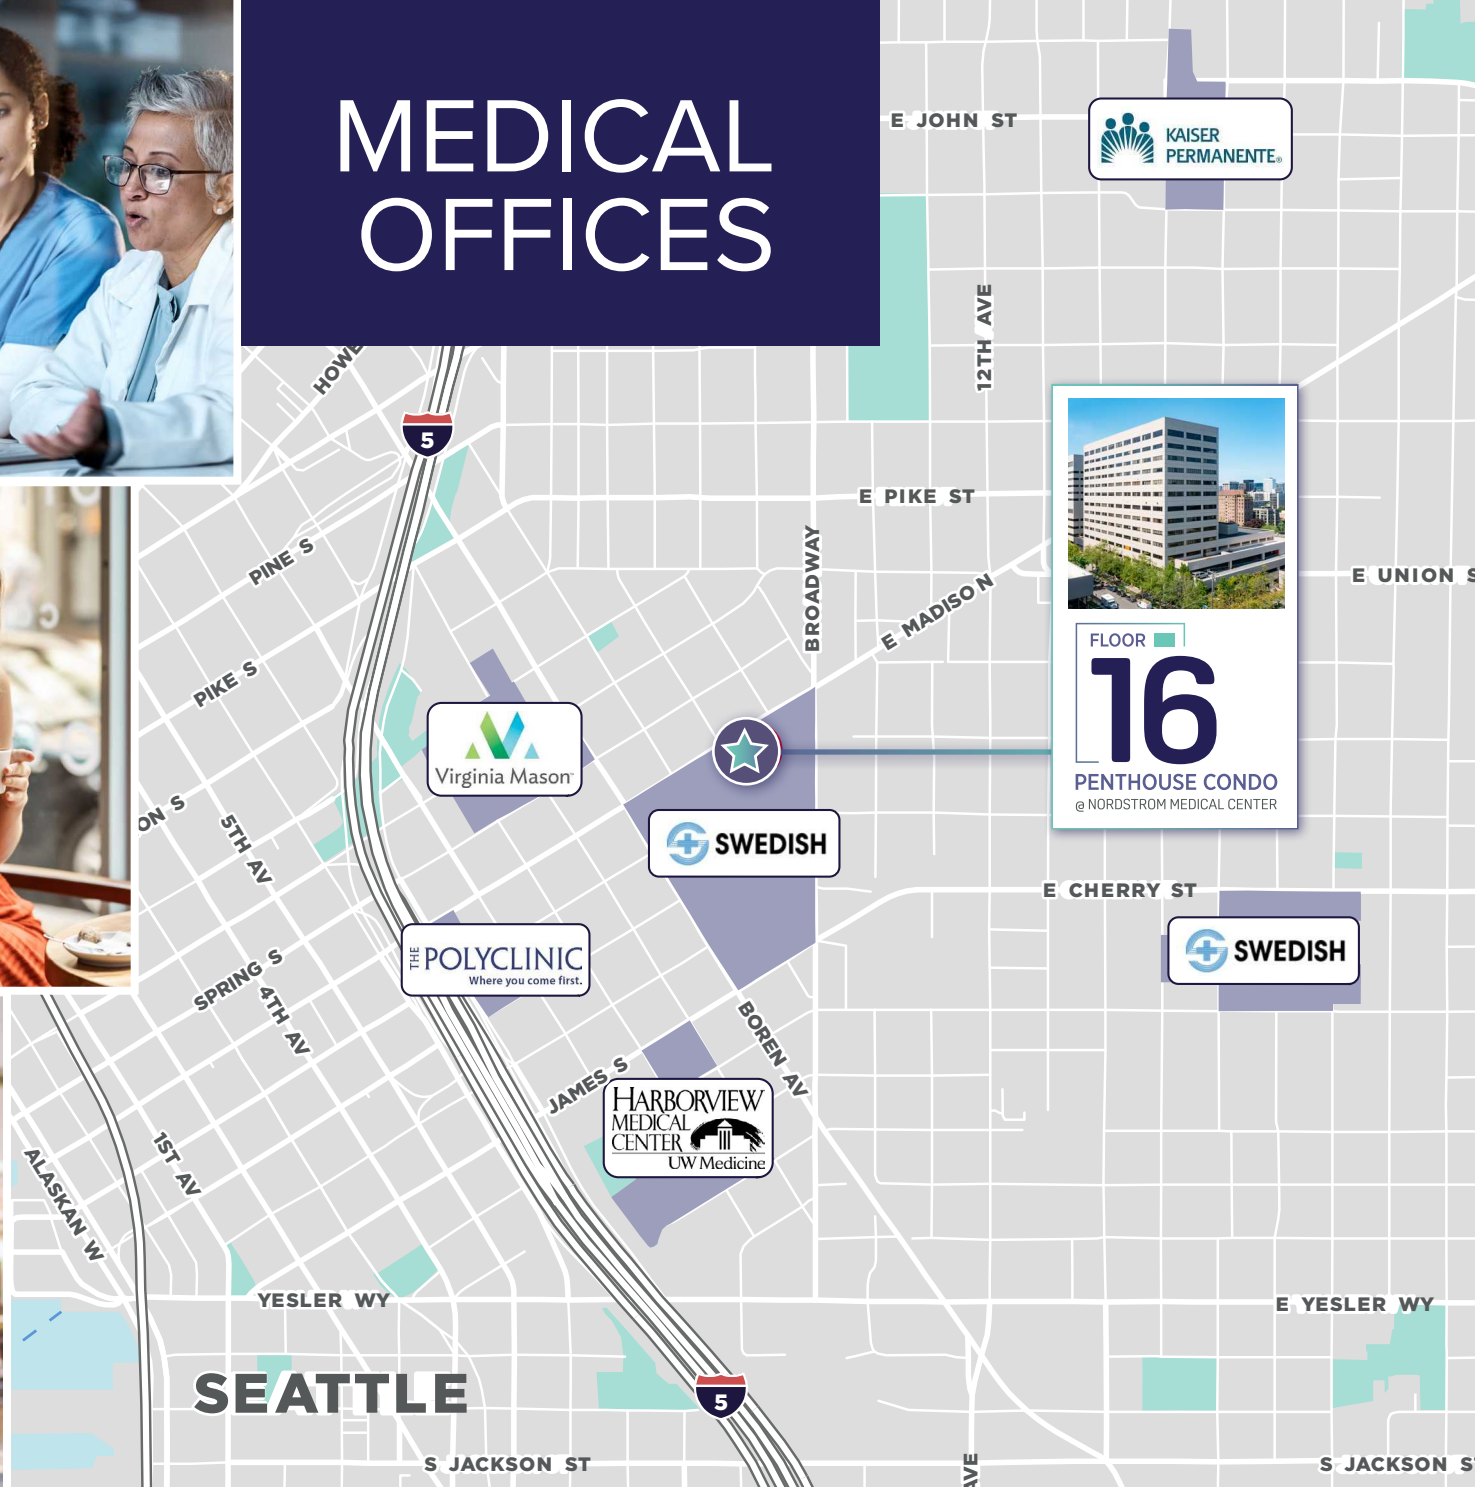 MEDICAL
OFFICES
E JOHN ST
KAISER
PERMANENTE®
12TH AVE
5
E PIKE ST
PINE S
BROADWAY
E MADISON
E UNION S
PIKE S
FLOOR
16
PENTHOUSE CONDO
@ NORDSTROM MEDICAL CENTER
Virginia Mason
5TH AV
SWEDISH
E CHERRY ST
SWEDISH
THE POLYCLINIC
Where you come first.
SPRING S
4TH AV
BOREN AV
JAMES S
HARBORVIEW
MEDICAL
CENTER
UW Medicine
1ST AV
ALASKAN W
YESLER WY
E YESLER WY
SEATTLE
5
S JACKSON ST
S JACKSON S
AVE